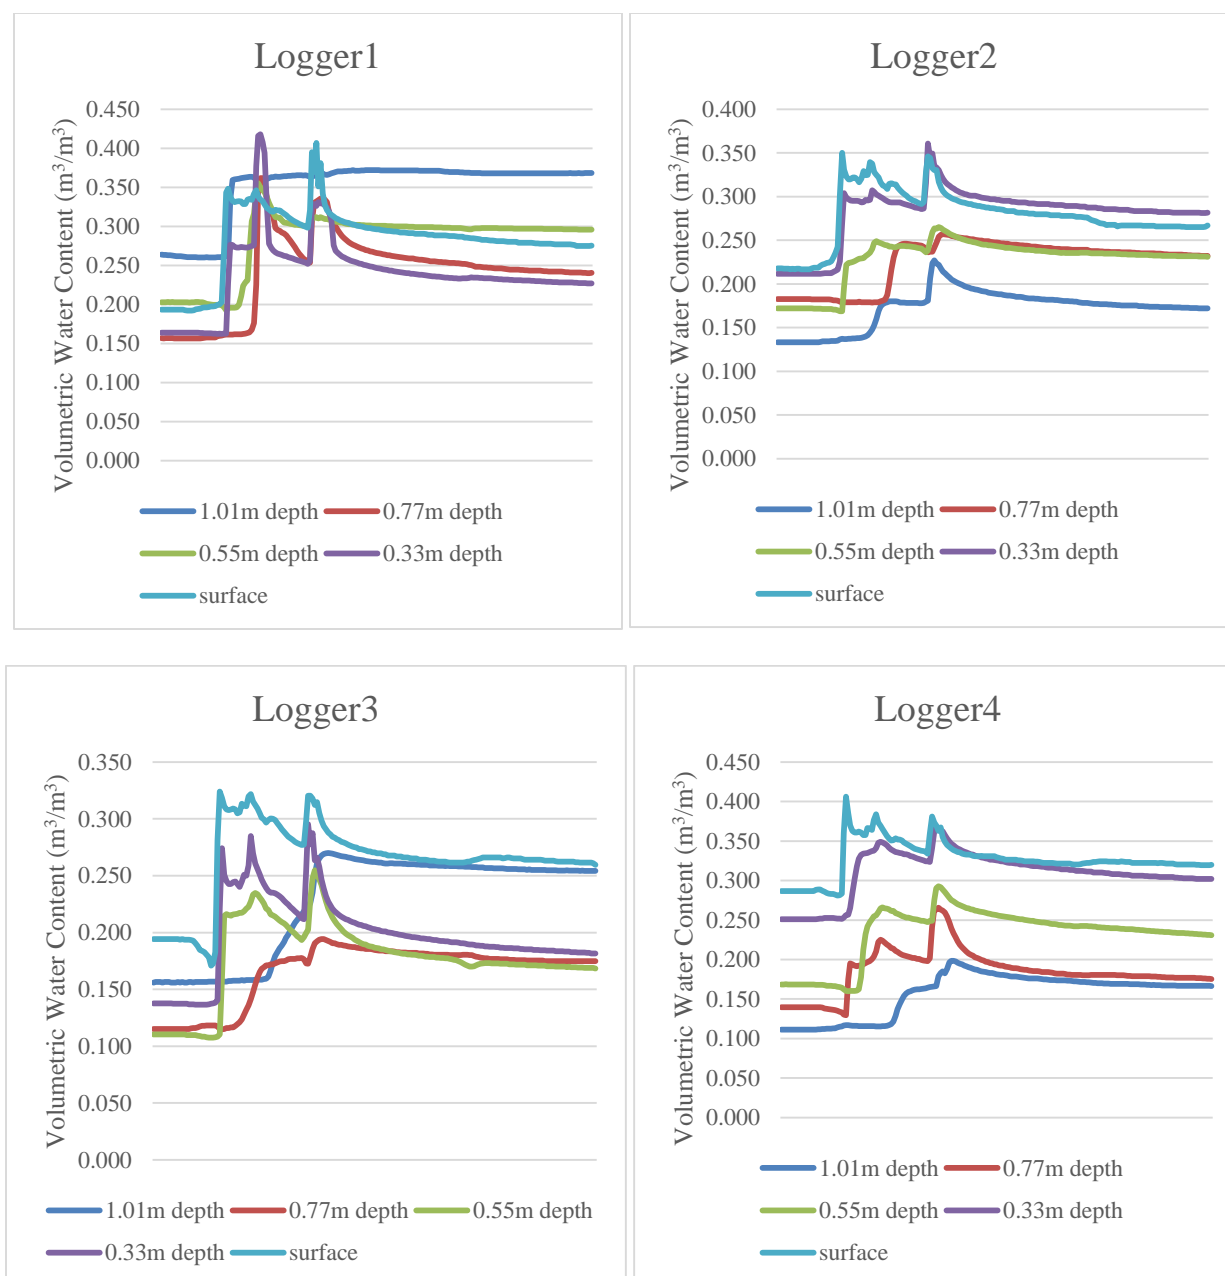 Logger1
Volumetric Water Content (m³/m³)
0.450
0.400
0.350
0.300
0.250
0.200
0.150
0.100
0.050
0.000
1.01m depth 0.77m depth
0.55m depth 0.33m depth
surface
Logger2
Volumetric Water Content (m³/m³)
0.400
0.350
0.300
0.250
0.200
0.150
0.100
0.050
0.000
1.01m depth 0.77m depth
0.55m depth 0.33m depth
surface
Logger3
Volumetric Water Content (m³/m³)
0.350
0.300
0.250
0.200
0.150
0.100
0.050
0.000
1.01m depth 0.77m depth 0.55m depth
0.33m depth surface
Logger4
Volumetric Water Content (m³/m³)
0.450
0.400
0.350
0.300
0.250
0.200
0.150
0.100
0.050
0.000
1.01m depth 0.77m depth
0.55m depth 0.33m depth
surface